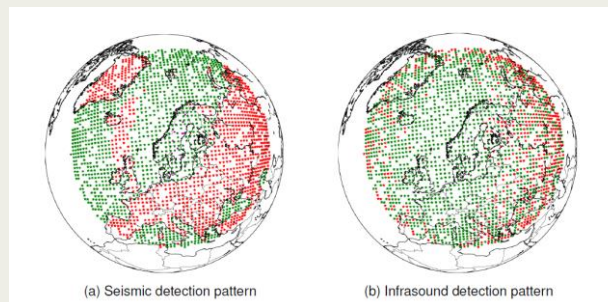 (a) Seismic detection pattern
(b) Infrasound detection pattern